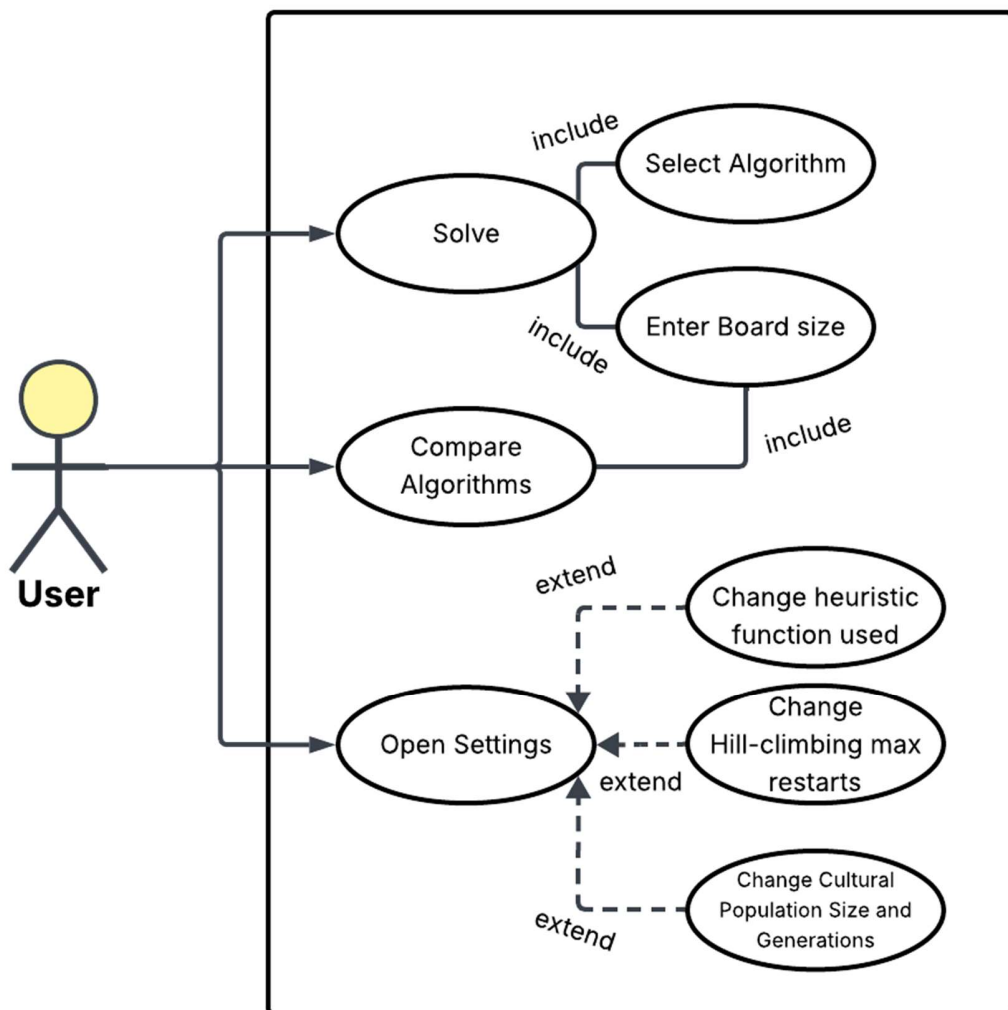 include
Select Algorithm
Solve
include
Enter Board size
include
Compare
Algorithms
User
extend
Change heuristic
function used
Open Settings
Change
Hill-climbing max
restarts
extend
extend
Change Cultural
Population Size and
Generations